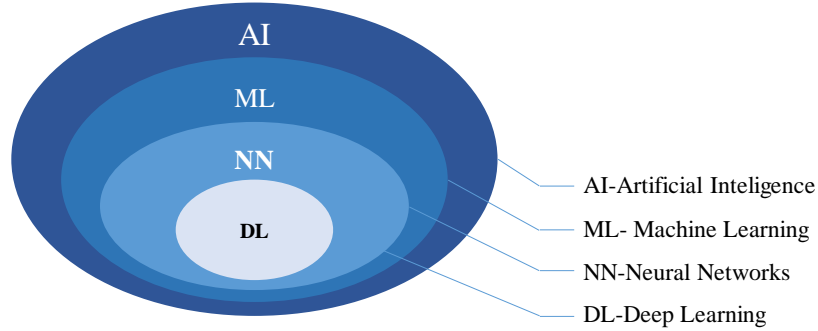 AI
ML
NN
DL
AI-Artificial Inteligence
ML- Machine Learning
NN-Neural Networks
DL-Deep Learning